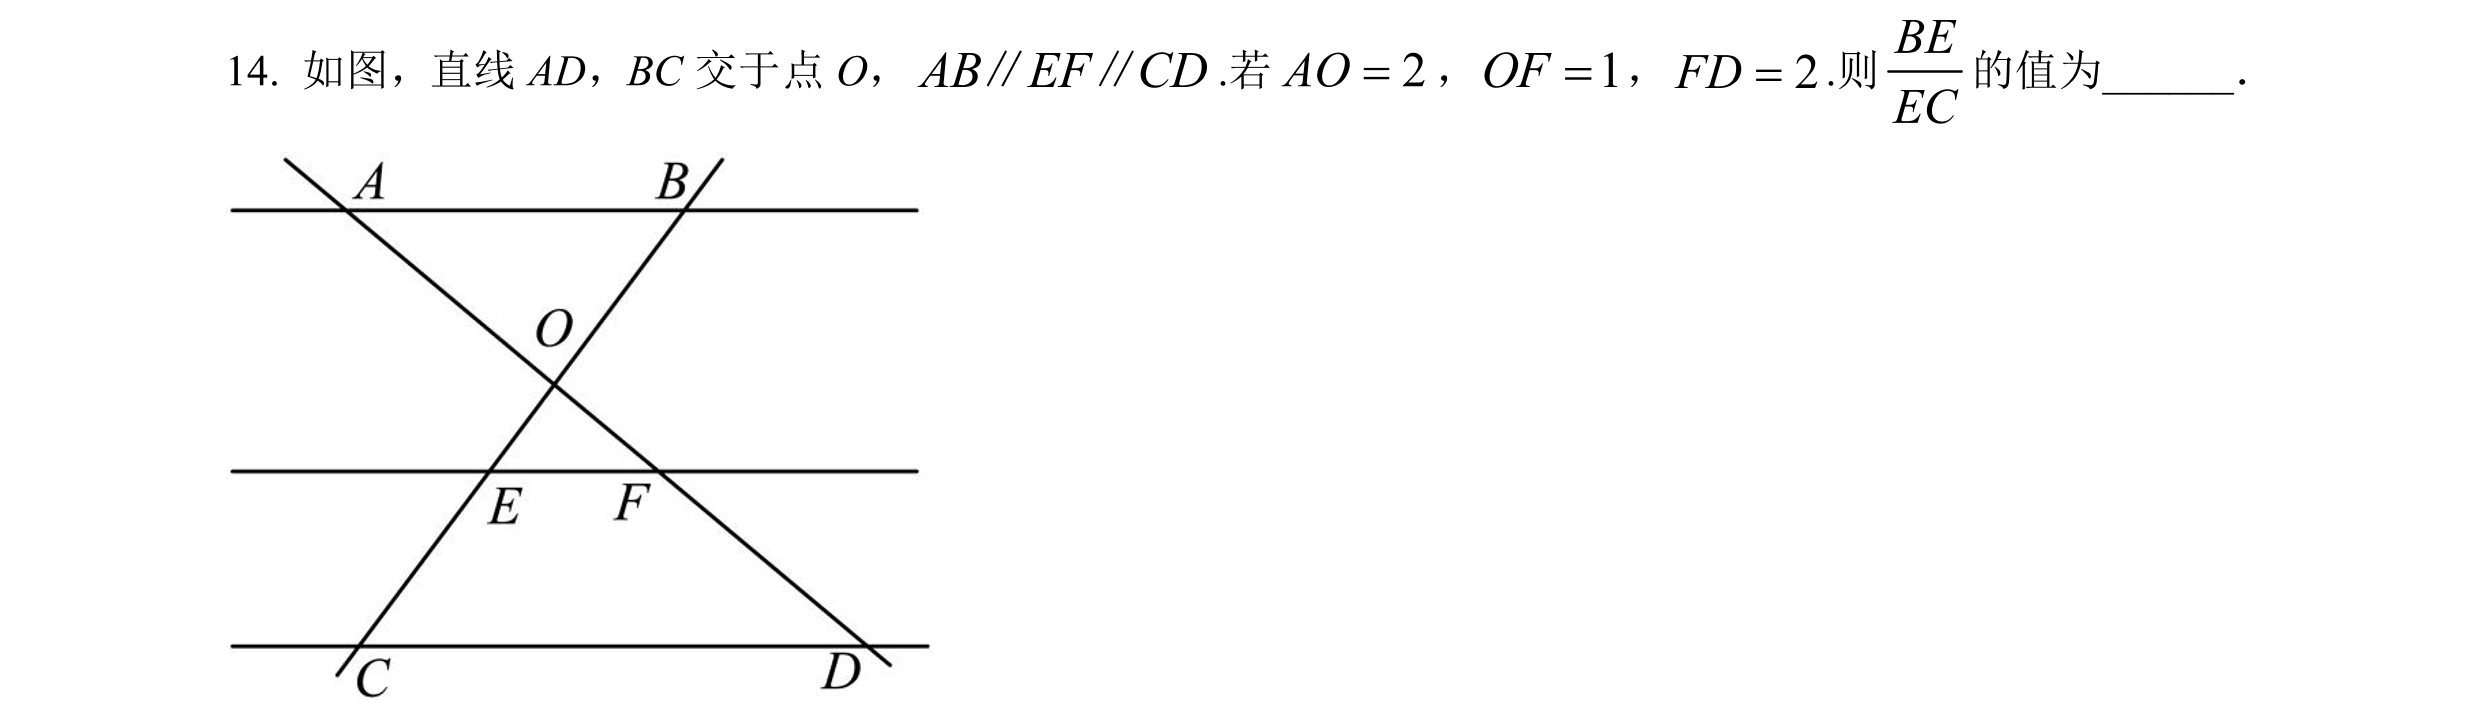 14. 如图，直线 AD，BC 交于点 O，AB∥EF∥CD.若 AO=2，OF=1，FD=2.则 BE/EC 的值为______.
A B
O
E F
C D